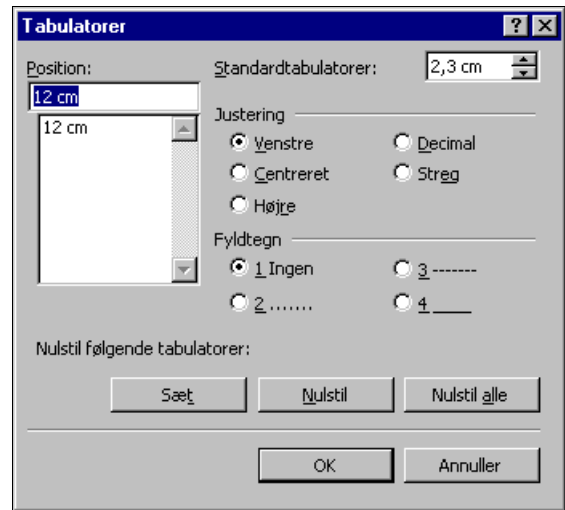 Tabulatorer
Position:
Standardtabulatorer:
2,3 cm
12 cm
12 cm
Justering
Venstre
Decimal
Centreret
Streg
Højre
Fyldtegn
1 Ingen
3 -------
2 .......
4 ____
Nulstil følgende tabulatorer:
Sæt
Nulstil
Nulstil alle
OK
Annuller